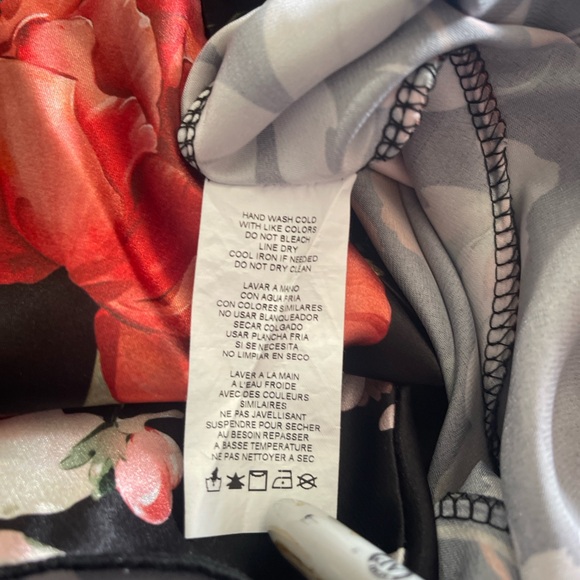 HAND WASH COLD
WITH LIKE COLORS
DO NOT BLEACH
LINE DRY
COOL IRON IF NEEDED
DO NOT DRY CLEAN
LAVAR A MANO
CON AGUA FRIA
CON COLORES SIMILARES
NO USAR BLANQUEADOR
SECAR COLGADO
USAR PLANCHA FRIA
SI SE NECESITA
NO LIMPIAR EN SECO
LAVER A LA MAIN
A L'EAU FROIDE
AVEC DES COULEURS
SIMILAIRES
NE PAS JAVELLISANT
SUSPENDRE POUR SECHER
AU BESOIN REPASSER
A BASSE TEMPERATURE
NE PAS NETTOYER A SEC